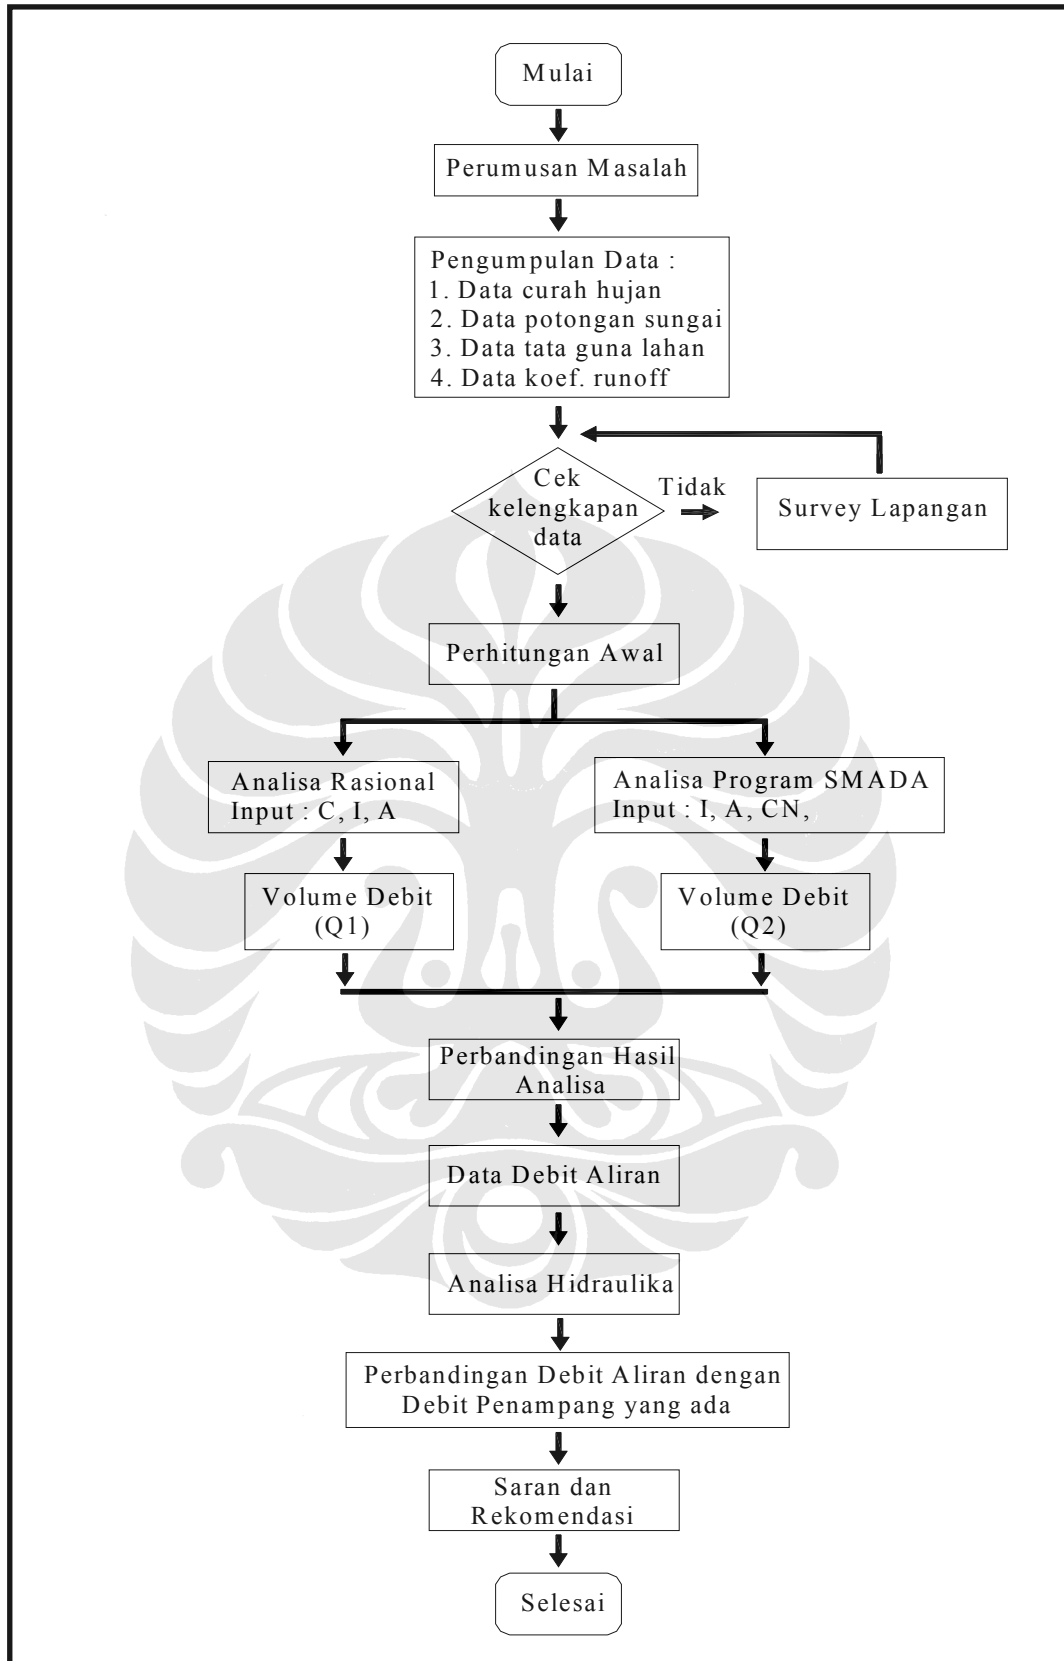 Mulai
Perumusan Masalah
Pengumpulan Data :
1. Data curah hujan
2. Data potongan sungai
3. Data tata guna lahan
4. Data koef. runoff
Cek
kelengkapan
data
Tidak
Survey Lapangan
Perhitungan Awal
Analisa Rasional
Input : C, I, A
Analisa Program SMADA
Input : I, A, CN,
Volume Debit
(Q1)
Volume Debit
(Q2)
Perbandingan Hasil
Analisa
Data Debit Aliran
Analisa Hidraulika
Perbandingan Debit Aliran dengan
Debit Penampang yang ada
Saran dan
Rekomendasi
Selesai